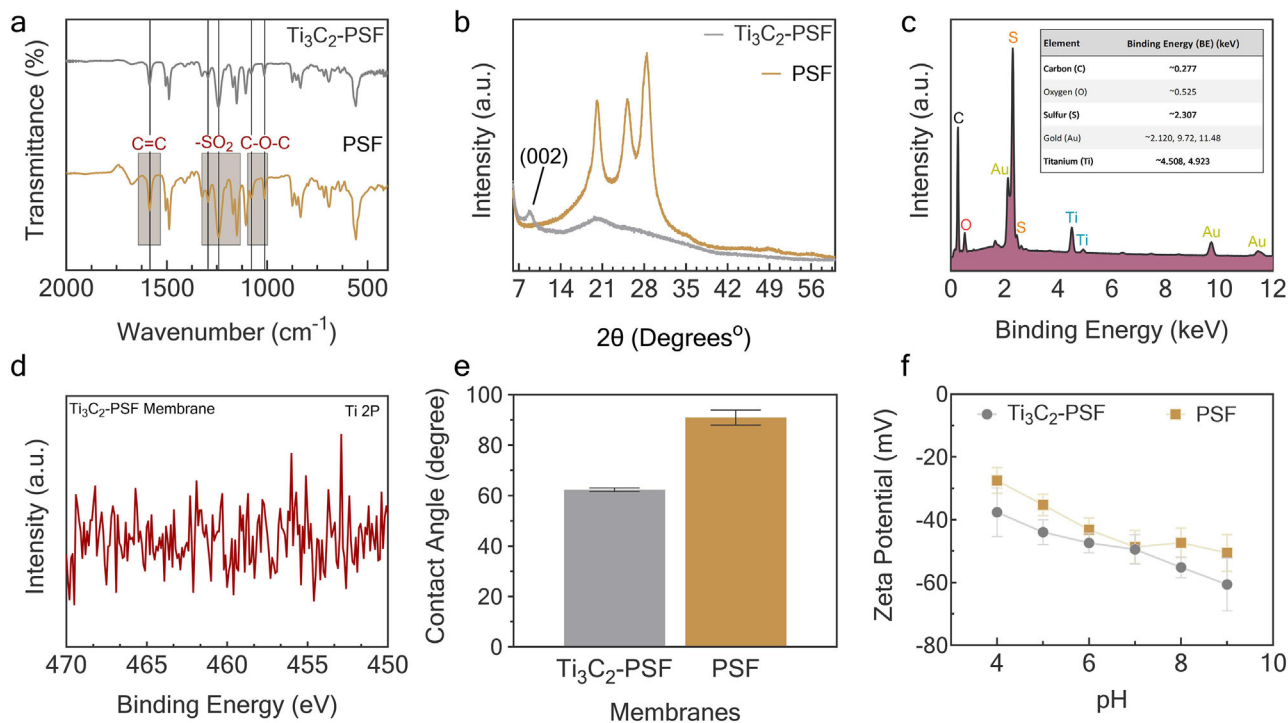 a
Ti₃C₂-PSF
C=C
-SO₂
C-O-C
PSF
Transmittance (%)
2000
1500
1000
500
Wavenumber (cm⁻¹)
b
Ti₃C₂-PSF
PSF
(002)
Intensity (a.u.)
7
14
21
28
35
42
49
56
2θ (Degreesᵒ)
c
Element Binding Energy (BE) (keV)
Carbon (C) ~0.277
Oxygen (O) ~0.525
Sulfur (S) ~2.307
Gold (Au) ~2.120, 9.72, 11.48
Titanium (Ti) ~4.508, 4.923
S
C
Au
O
S
Ti
Ti
Au
Au
Intensity (a.u.)
0
2
4
6
8
10
12
Binding Energy (keV)
d
Ti₃C₂-PSF Membrane
Ti 2P
Intensity (a.u.)
470
465
460
455
450
Binding Energy (eV)
e
100
80
60
40
20
0
Contact Angle (degree)
Ti₃C₂-PSF
PSF
Membranes
f
Ti₃C₂-PSF
PSF
0
-20
-40
-60
-80
Zeta Potential (mV)
4
6
8
10
pH